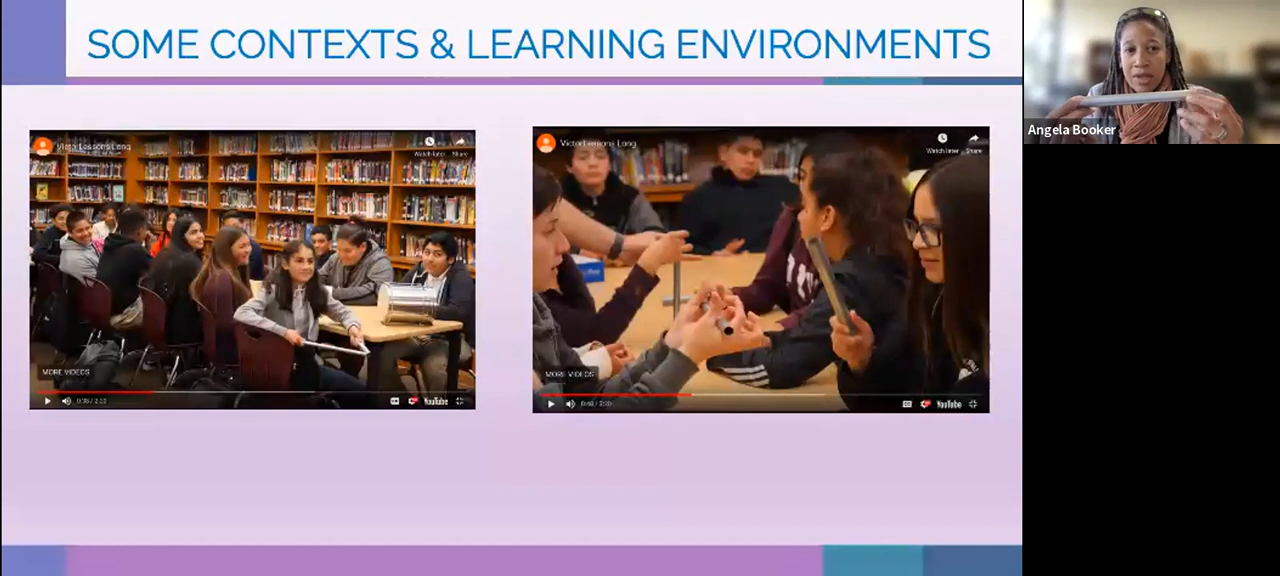 SOME CONTEXTS & LEARNING ENVIRONMENTS
Angela Booker
Victor Lessons Long
Watch later
Share
MORE VIDEOS
YouTube
Victor Lessons Long
Watch later
Share
MORE VIDEOS
YouTube